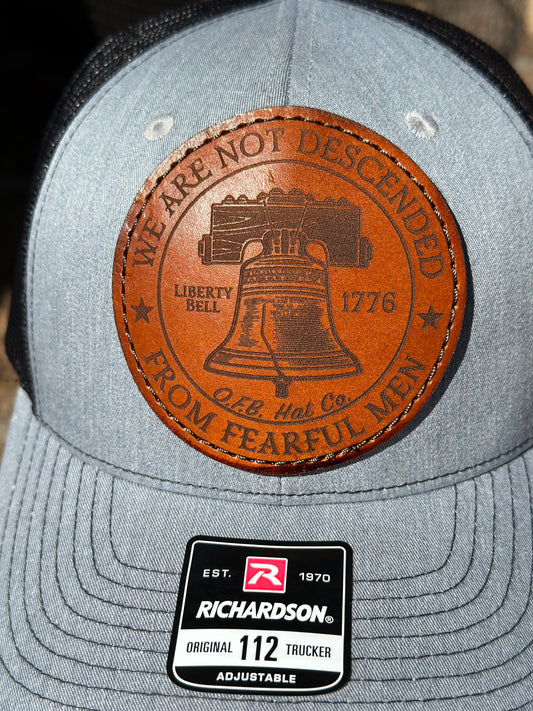 WE ARE NOT DESCENDED
LIBERTY
BELL
1776
O.F.B. Hat Co.
FROM FEARFUL MEN
EST. R 1970
RICHARDSON®
ORIGINAL 112 TRUCKER
ADJUSTABLE